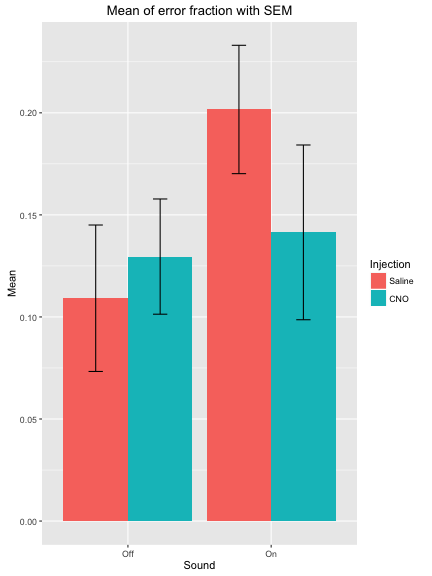 Mean of error fraction with SEM
Mean
0.20
0.15
0.10
0.05
0.00
Off
On
Sound
Injection
Saline
CNO